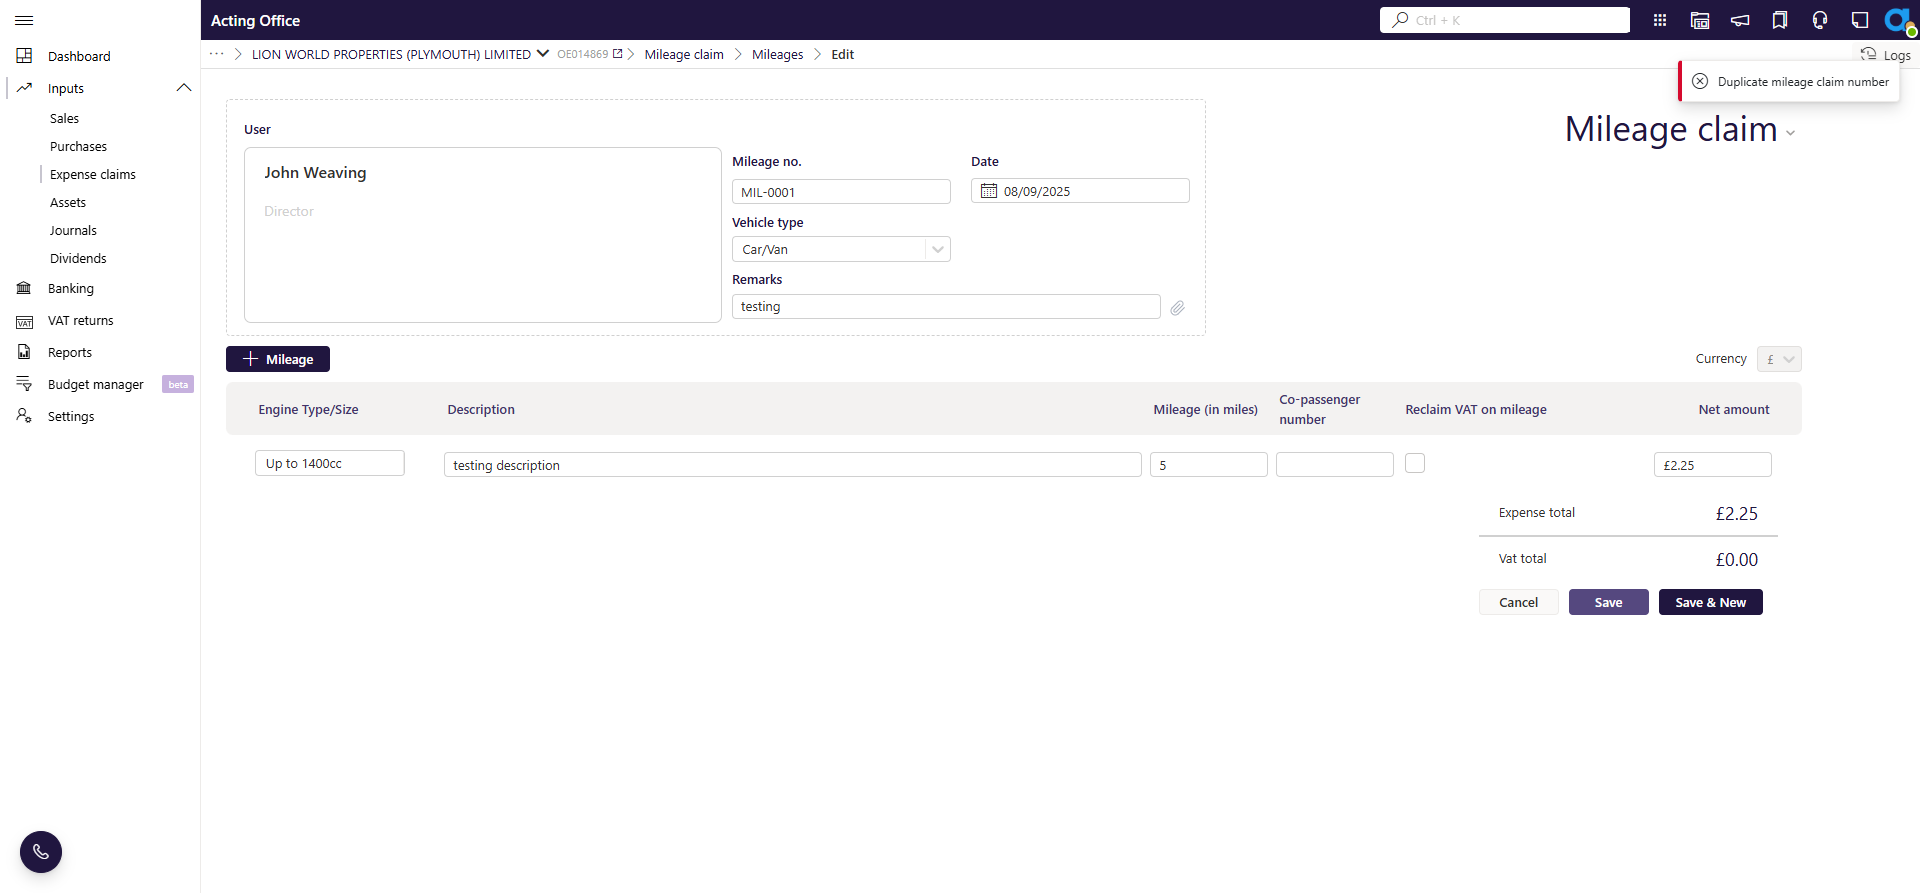 Acting Office
Ctrl + K
Dashboard
Inputs
Sales
Purchases
Expense claims
Assets
Journals
Dividends
Banking
VAT
VAT returns
Reports
Budget manager
beta
Settings
... LION WORLD PROPERTIES (PLYMOUTH) LIMITED OE014869 Mileage claim Mileages Edit
Logs
Duplicate mileage claim number
Mileage claim
User
John Weaving
Director
Mileage no.
Date
MIL-0001
08/09/2025
Vehicle type
Car/Van
Remarks
testing
+ Mileage
Currency £
Engine Type/Size
Description
Mileage (in miles)
Co-passenger
number
Reclaim VAT on mileage
Net amount
Up to 1400cc
testing description
5
£2.25
Expense total £2.25
Vat total £0.00
Cancel
Save
Save & New